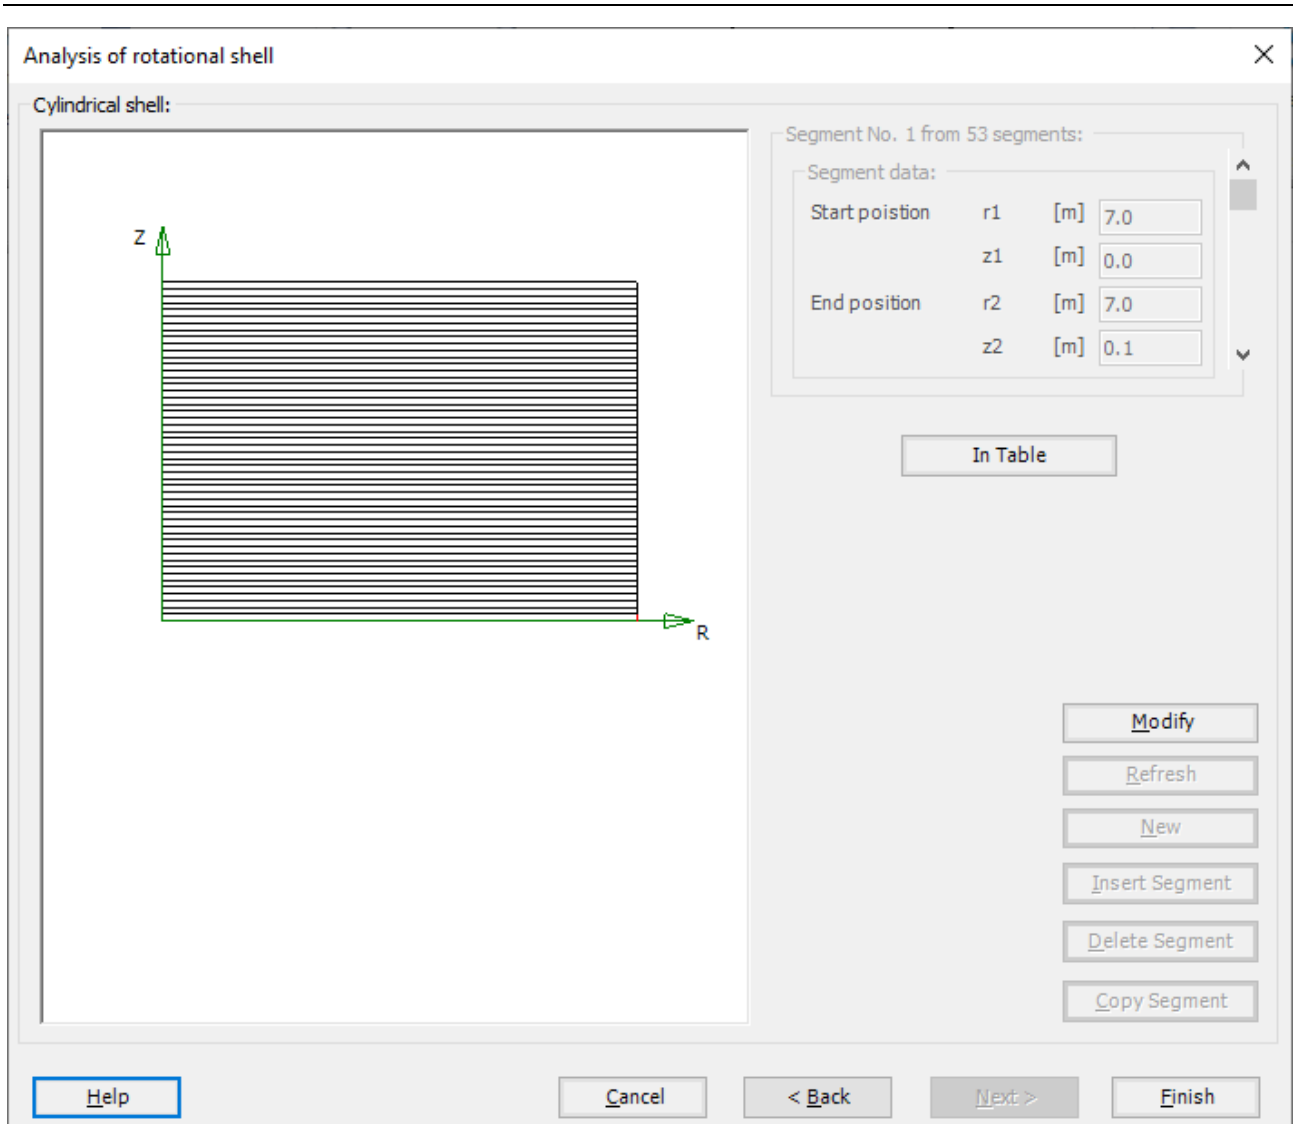 Analysis of rotational shell
Cylindrical shell:
Segment No. 1 from 53 segments:
Segment data:
Start poistion r1 [m] 7.0
z1 [m] 0.0
End position r2 [m] 7.0
z2 [m] 0.1
Z
R
In Table
Modify
Refresh
New
Insert Segment
Delete Segment
Copy Segment
Help Cancel < Back Next > Finish